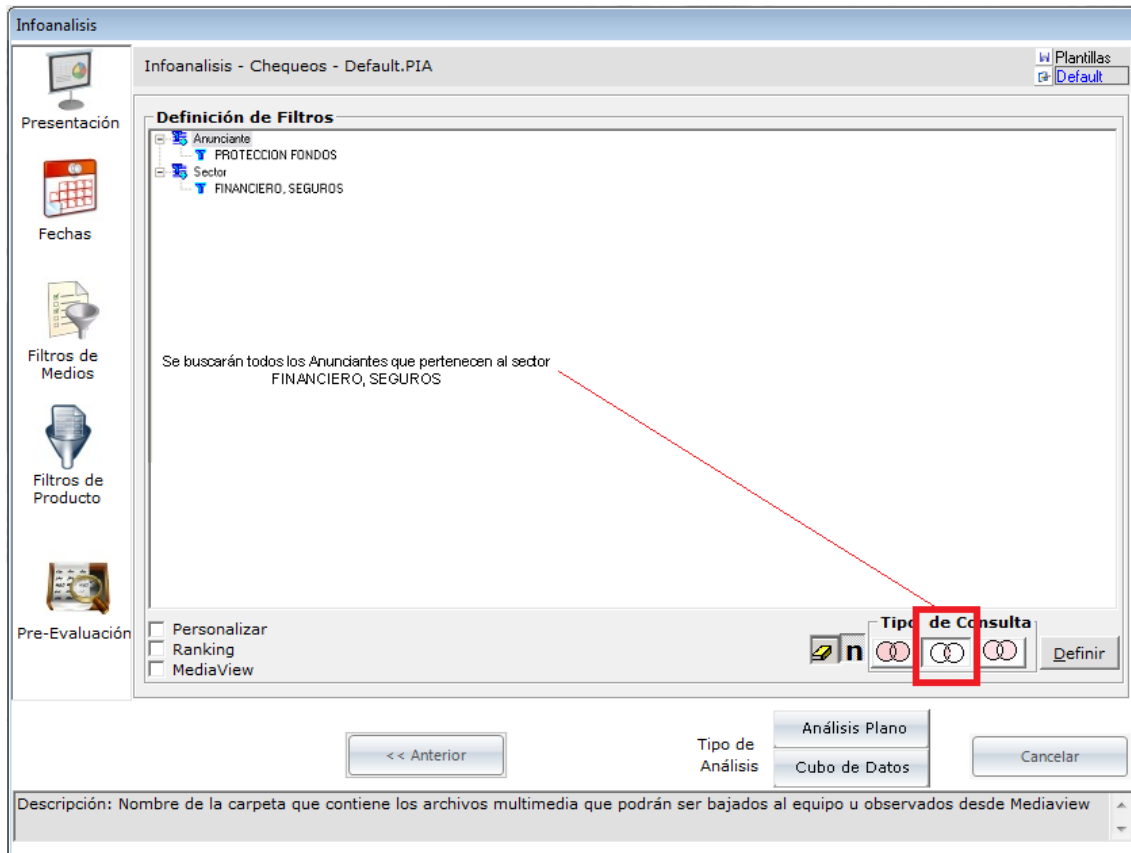 Infoanalisis
Presentación
Fechas
Filtros de
Medios
Filtros de
Producto
Pre-Evaluación
Infoanalisis - Chequeos - Default.PIA
Plantillas
Default
Definición de Filtros
Anunciante
PROTECCION FONDOS
Sector
FINANCIERO, SEGUROS
Se buscarán todos los Anunciantes que pertenecen al sector
FINANCIERO, SEGUROS
Personalizar
Ranking
MediaView
n
Tipo de Consulta
Definir
<< Anterior
Tipo de
Análisis
Análisis Plano
Cubo de Datos
Cancelar
Descripción: Nombre de la carpeta que contiene los archivos multimedia que podrán ser bajados al equipo u observados desde Mediaview